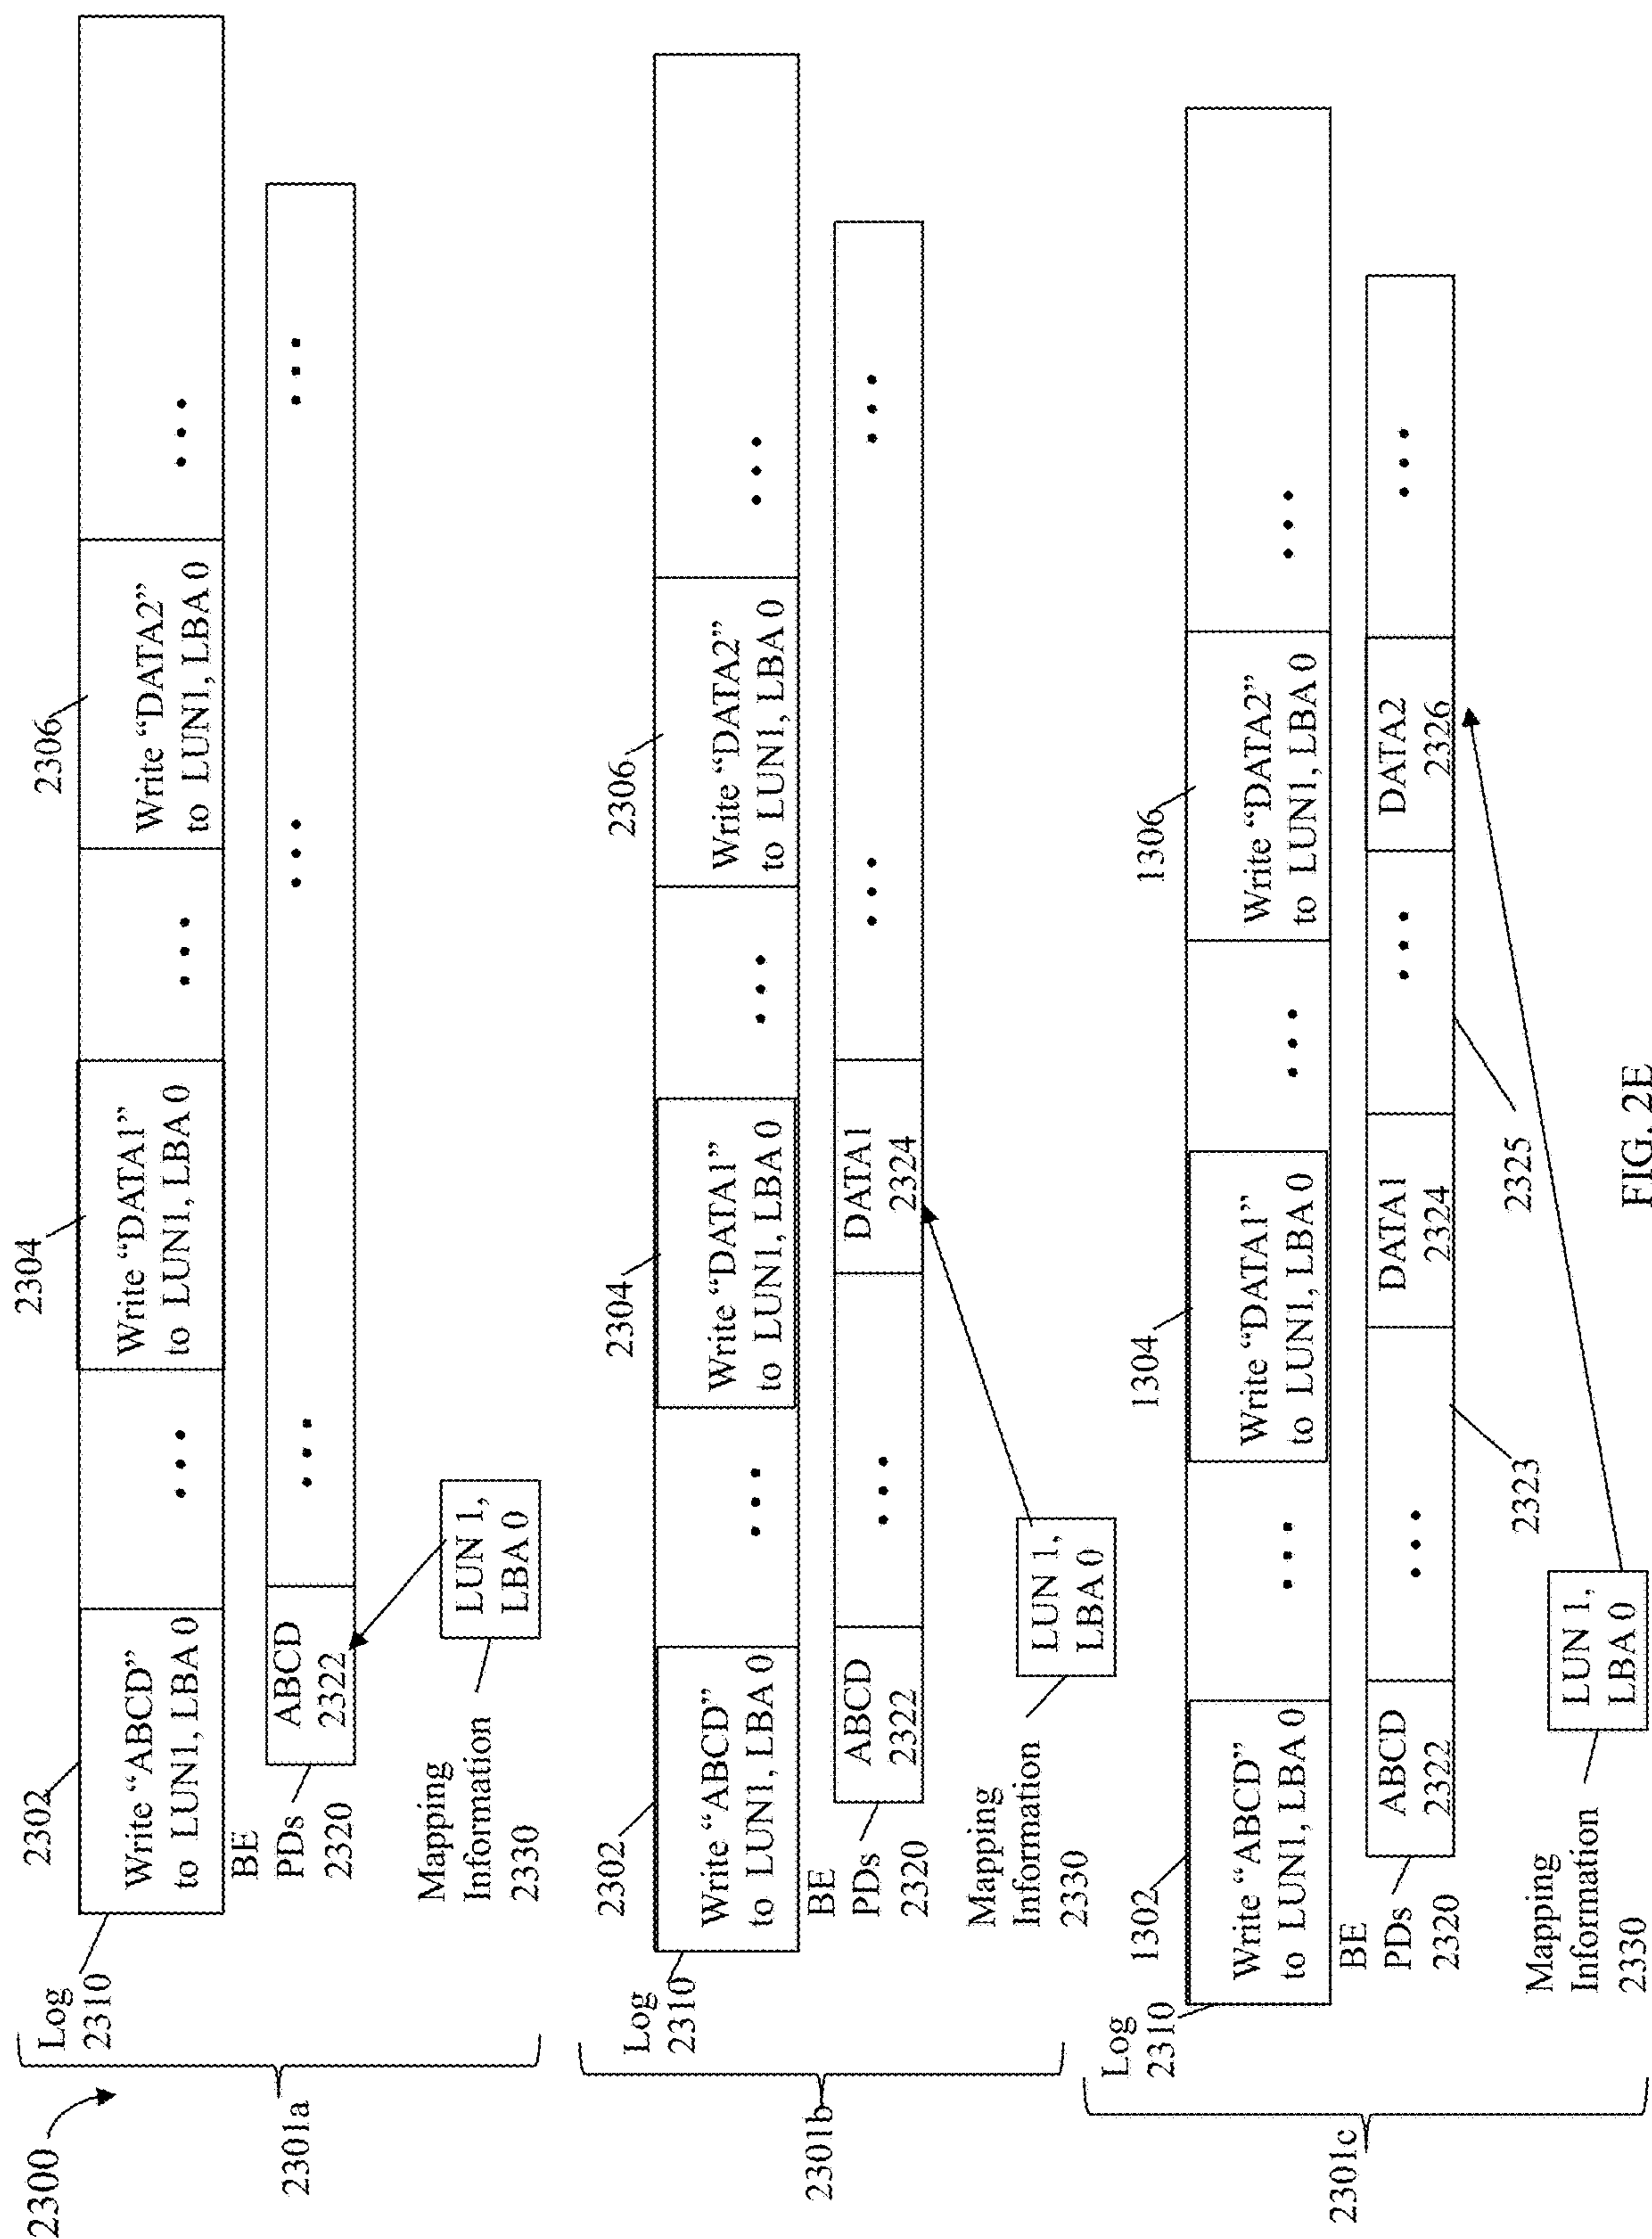 2300
2301a
Log
2310
2302
2304
2306
Write “ABCD”
to LUN1, LBA 0
• • •
Write “DATA1”
to LUN1, LBA 0
• • •
Write “DATA2”
to LUN1, LBA 0
• • •
BE
PDs
2320
ABCD
2322
• • •
• • •
• • •
Mapping
Information
2330
LUN 1,
LBA 0
2301b
Log
2310
2302
2304
2306
Write “ABCD”
to LUN1, LBA 0
• • •
Write “DATA1”
to LUN1, LBA 0
• • •
Write “DATA2”
to LUN1, LBA 0
• • •
BE
PDs
2320
ABCD
2322
• • •
DATA1
2324
• • •
• • •
Mapping
Information
2330
LUN 1,
LBA 0
2301c
Log
2310
1302
1304
1306
Write “ABCD”
to LUN1, LBA 0
• • •
Write “DATA1”
to LUN1, LBA 0
• • •
Write “DATA2”
to LUN1, LBA 0
• • •
BE
PDs
2320
ABCD
2322
• • •
DATA1
2324
• • •
DATA2
2326
• • •
2323
2325
Mapping
Information
2330
LUN 1,
LBA 0
FIG. 2E